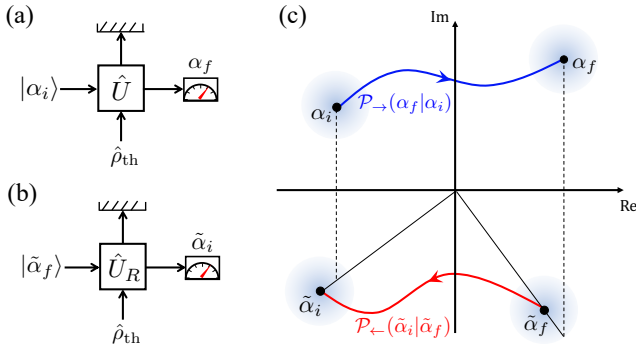 (a)
α_f
|α_i⟩
Û
ρ̂_th
(b)
α̃_i
|α̃_f⟩
Û_R
ρ̂_th
(c)
Im
α_f
α_i
𝒫_→(α_f|α_i)
Re
α̃_i
α̃_f
𝒫_←(α̃_i|α̃_f)